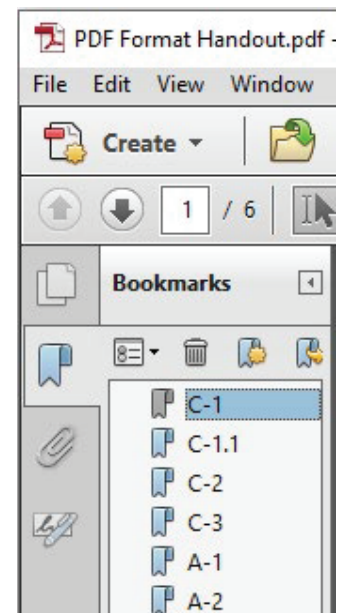 PDF Format Handout.pdf -
File Edit View Window
Create
1 / 6
Bookmarks
C-1
C-1.1
C-2
C-3
A-1
A-2